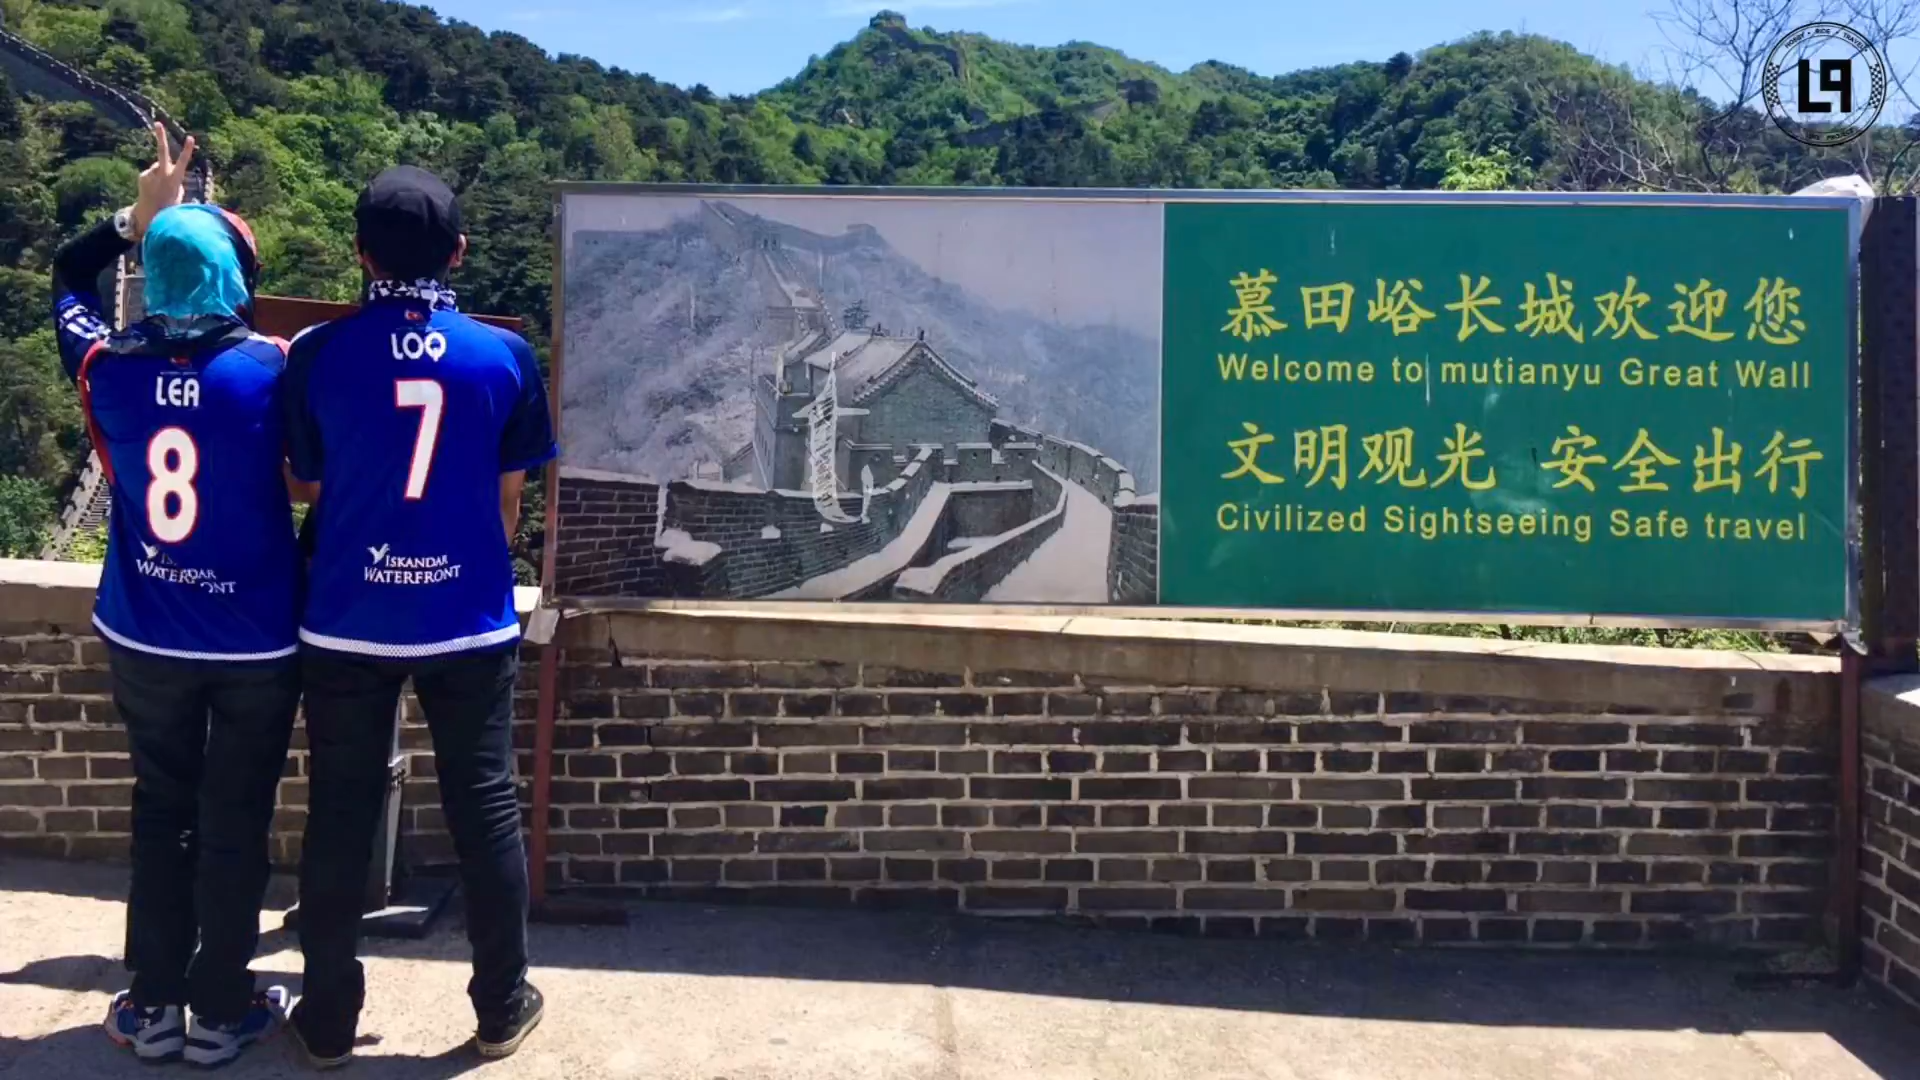 LP
LEA
8
LOQ
7
ISKANDAR
WATERFRONT
慕田峪长城欢迎您
Welcome to mutianyu Great Wall
文明观光 安全出行
Civilized Sightseeing Safe travel